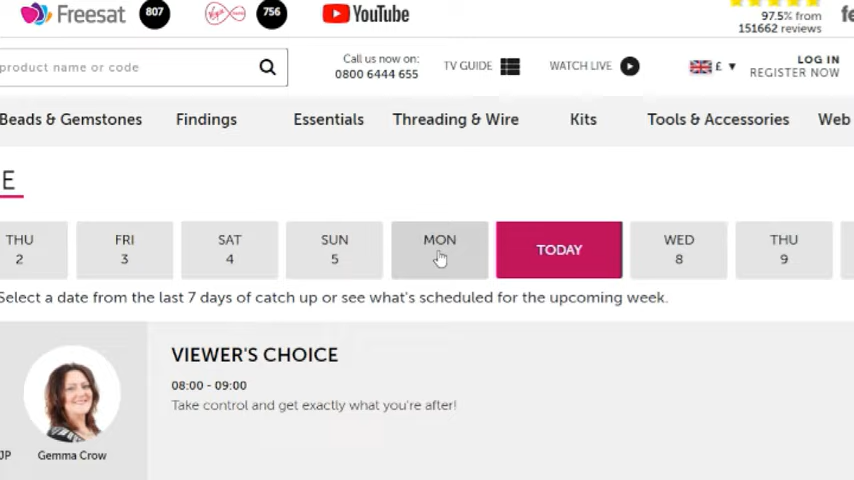 Freesat 807 virgin media 756 YouTube
97.5% from
151662 reviews
product name or code
Call us now on:
0800 6444 655
TV GUIDE
WATCH LIVE
£
LOG IN
REGISTER NOW
Beads & Gemstones Findings Essentials Threading & Wire Kits Tools & Accessories Web
E
THU
2
FRI
3
SAT
4
SUN
5
MON
TODAY
WED
8
THU
9
Select a date from the last 7 days of catch up or see what's scheduled for the upcoming week.
VIEWER'S CHOICE
08:00 - 09:00
Take control and get exactly what you're after!
JP Gemma Crow